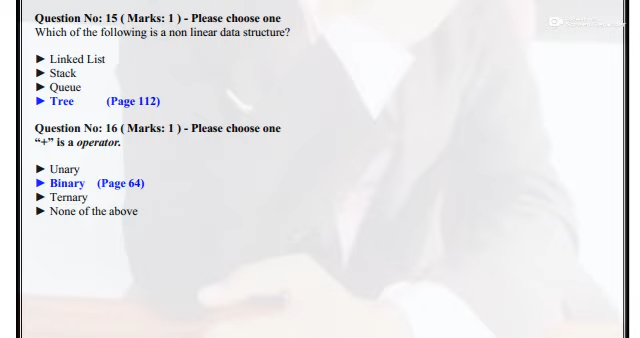 Question No: 15 ( Marks: 1 ) - Please choose one
Which of the following is a non linear data structure?
► Linked List
► Stack
► Queue
► Tree (Page 112)
Question No: 16 ( Marks: 1 ) - Please choose one
“+” is a operator.
► Unary
► Binary (Page 64)
► Ternary
► None of the above